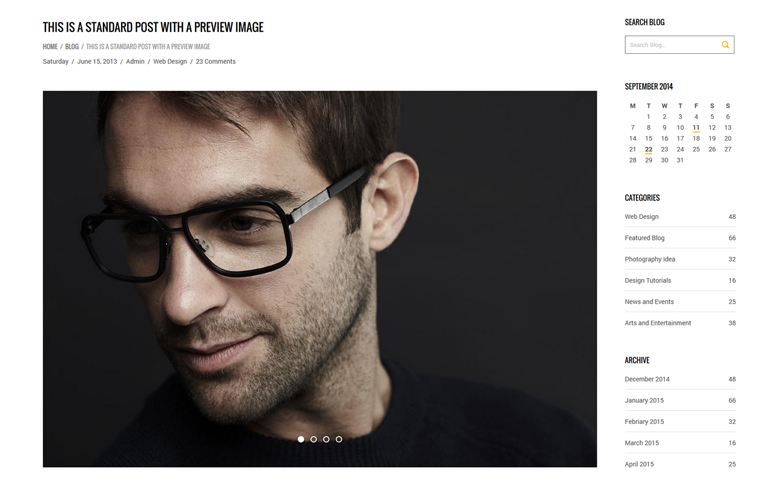 THIS IS A STANDARD POST WITH A PREVIEW IMAGE
HOME / BLOG / THIS IS A STANDARD POST WITH A PREVIEW IMAGE
Saturday / June 15, 2013 / Admin / Web Design / 23 Comments
SEARCH BLOG
Search Blog...
SEPTEMBER 2014
M T W T F S S
1 2 3 4 5 6
7 8 9 10 11 12 13
14 15 16 17 18 19 20
21 22 23 24 25 26 27
28 29 30 31
CATEGORIES
Web Design 48
Featured Blog 66
Photography Idea 32
Design Tutorials 16
News and Events 25
Arts and Entertainment 38
ARCHIVE
December 2014 48
January 2015 66
Febriary 2015 32
March 2015 16
April 2015 25